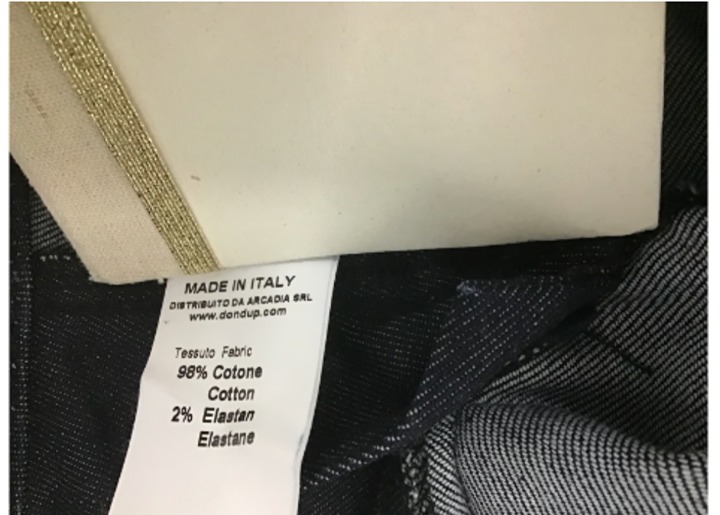 MADE IN ITALY
DISTRIBUITO DA ARCADIA SRL
www.dondup.com
Tessuto Fabric
98% Cotone
Cotton
2% Elastan
Elastane